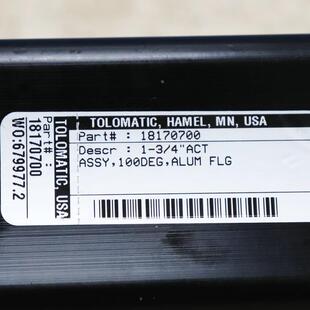 TOLOMATIC, HAMEL, MN, USA
Part#: 18170700
Descr : 1-3/4"ACT
ASSY,100DEG,ALUM FLG
TOLOMATIC, USA
Part#:
18170700
WO:679977.2